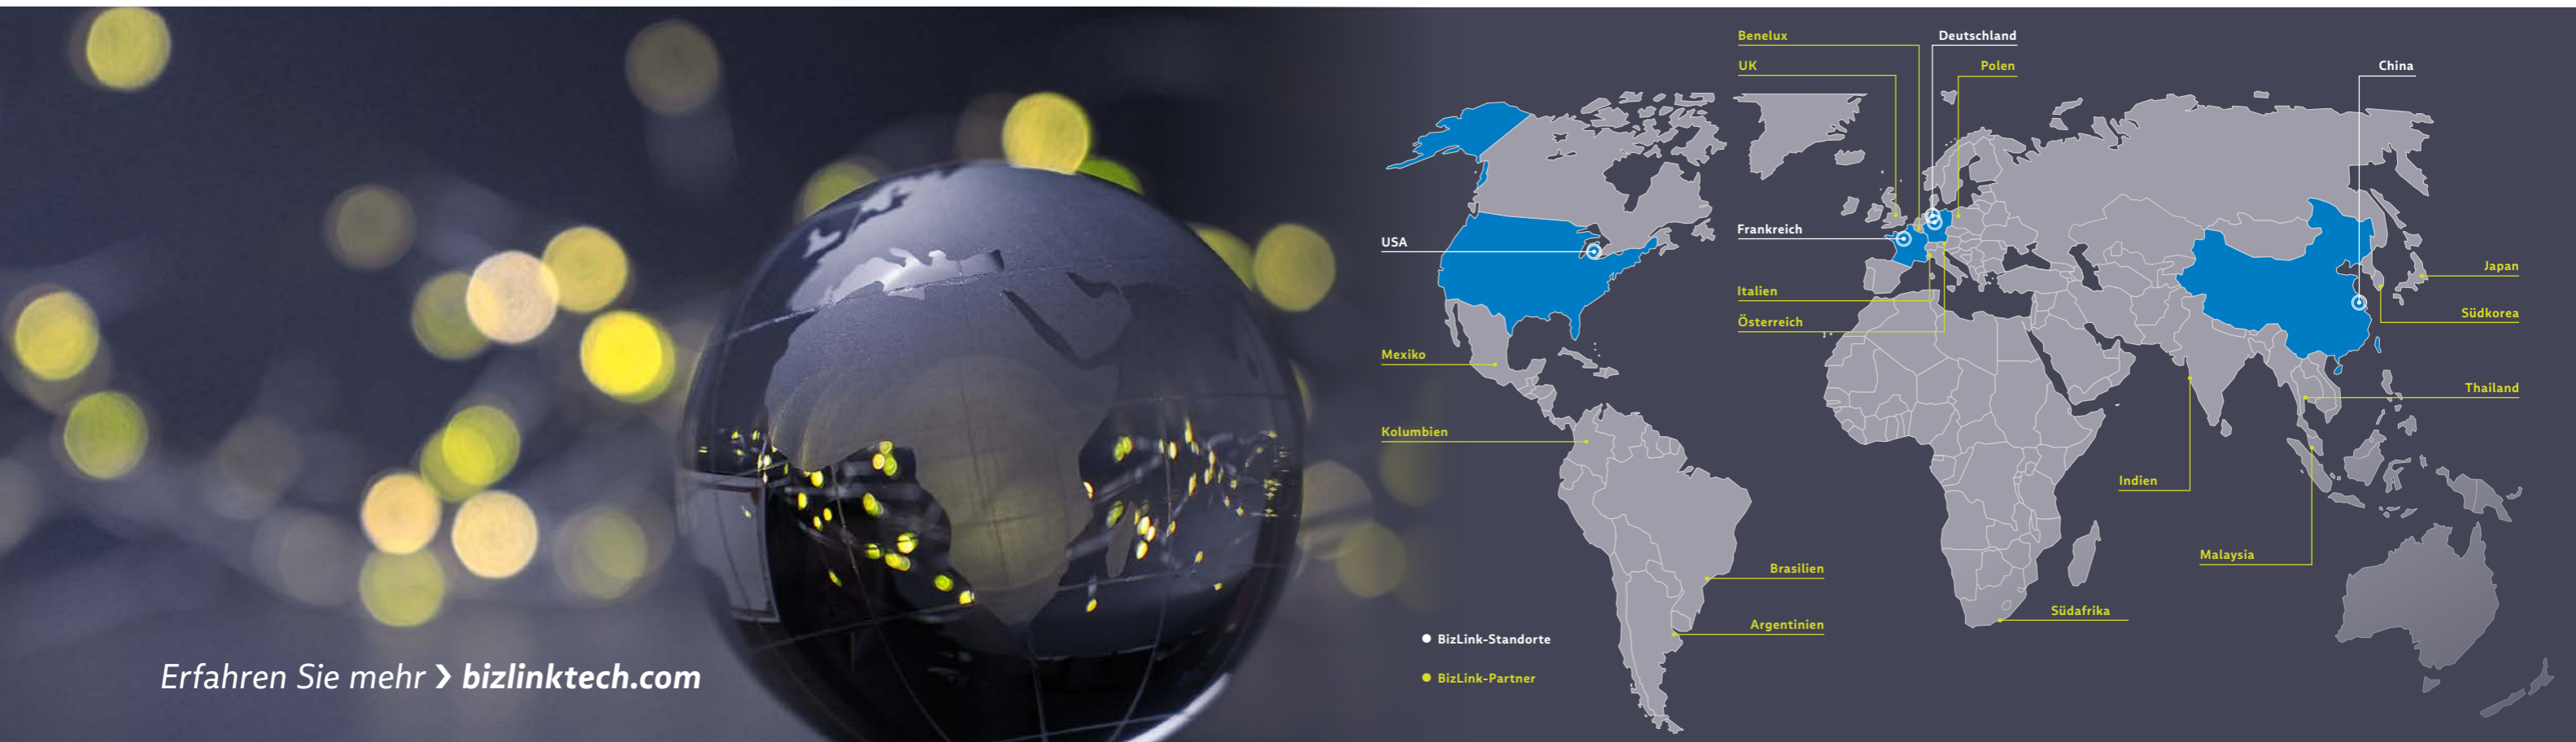 Benelux
Deutschland
UK
Polen
China
USA
Frankreich
Japan
Italien
Südkorea
Österreich
Mexiko
Thailand
Kolumbien
Indien
Malaysia
Brasilien
Südafrika
Argentinien
BizLink-Standorte
BizLink-Partner
Erfahren Sie mehr ❯ bizlinktech.com